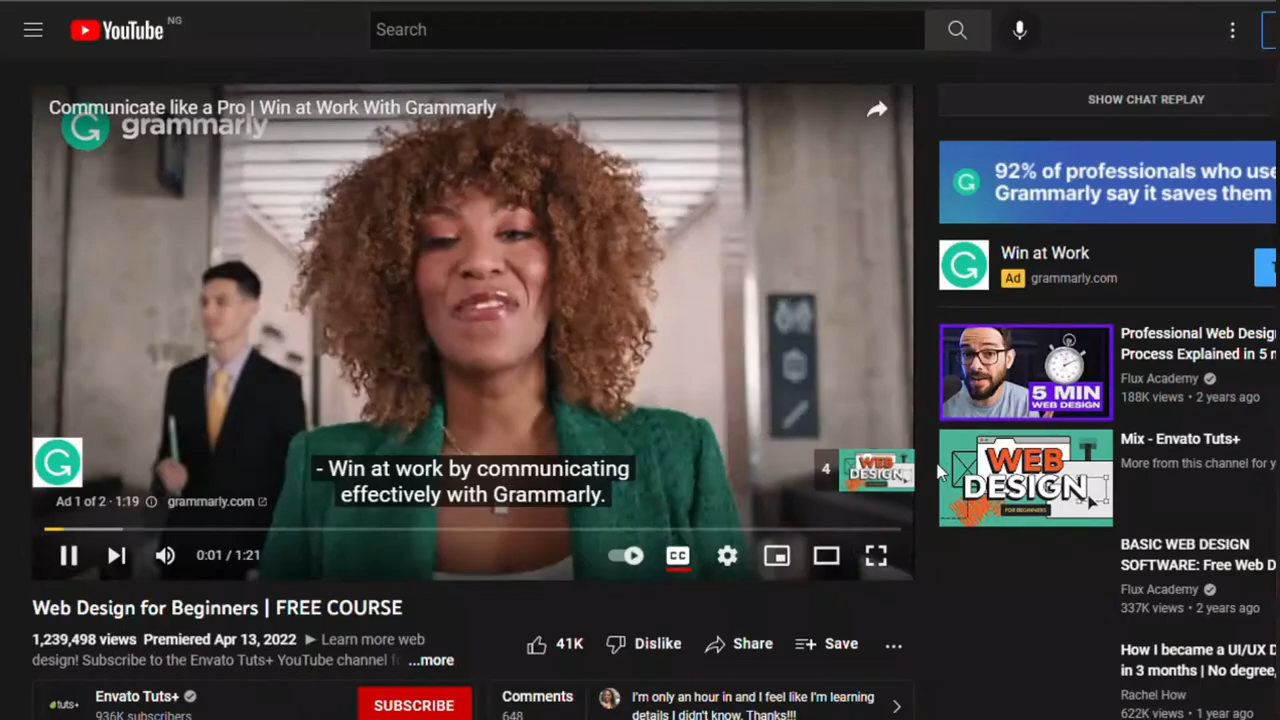 YouTube NG
Search
Communicate like a Pro | Win at Work With Grammarly
grammarly
- Win at work by communicating
effectively with Grammarly.
4
WEB
DESIGN
Ad 1 of 2 · 1:19
grammarly.com
0:01 / 1:21
CC
Web Design for Beginners | FREE COURSE
1,239,498 views Premiered Apr 13, 2022 ► Learn more web
design! Subscribe to the Envato Tuts+ YouTube channel f
...more
41K
Dislike
Share
Save
tuts+
Envato Tuts+
936K subscribers
SUBSCRIBE
Comments
648
I'm only an hour in and I feel like I'm learning
details I didn't know. Thanks!!!
SHOW CHAT REPLAY
92% of professionals who use
Grammarly say it saves them
Win at Work
Ad grammarly.com
5 MIN
WEB DESIGN
Professional Web Desig
Process Explained in 5 m
Flux Academy
188K views • 2 years ago
WEB
DESIGN
FOR BEGINNERS
Mix - Envato Tuts+
More from this channel for y
BASIC WEB DESIGN
SOFTWARE: Free Web D
Flux Academy
337K views • 2 years ago
How I became a UI/UX D
in 3 months | No degree,
Rachel How
622K views • 1 year ago